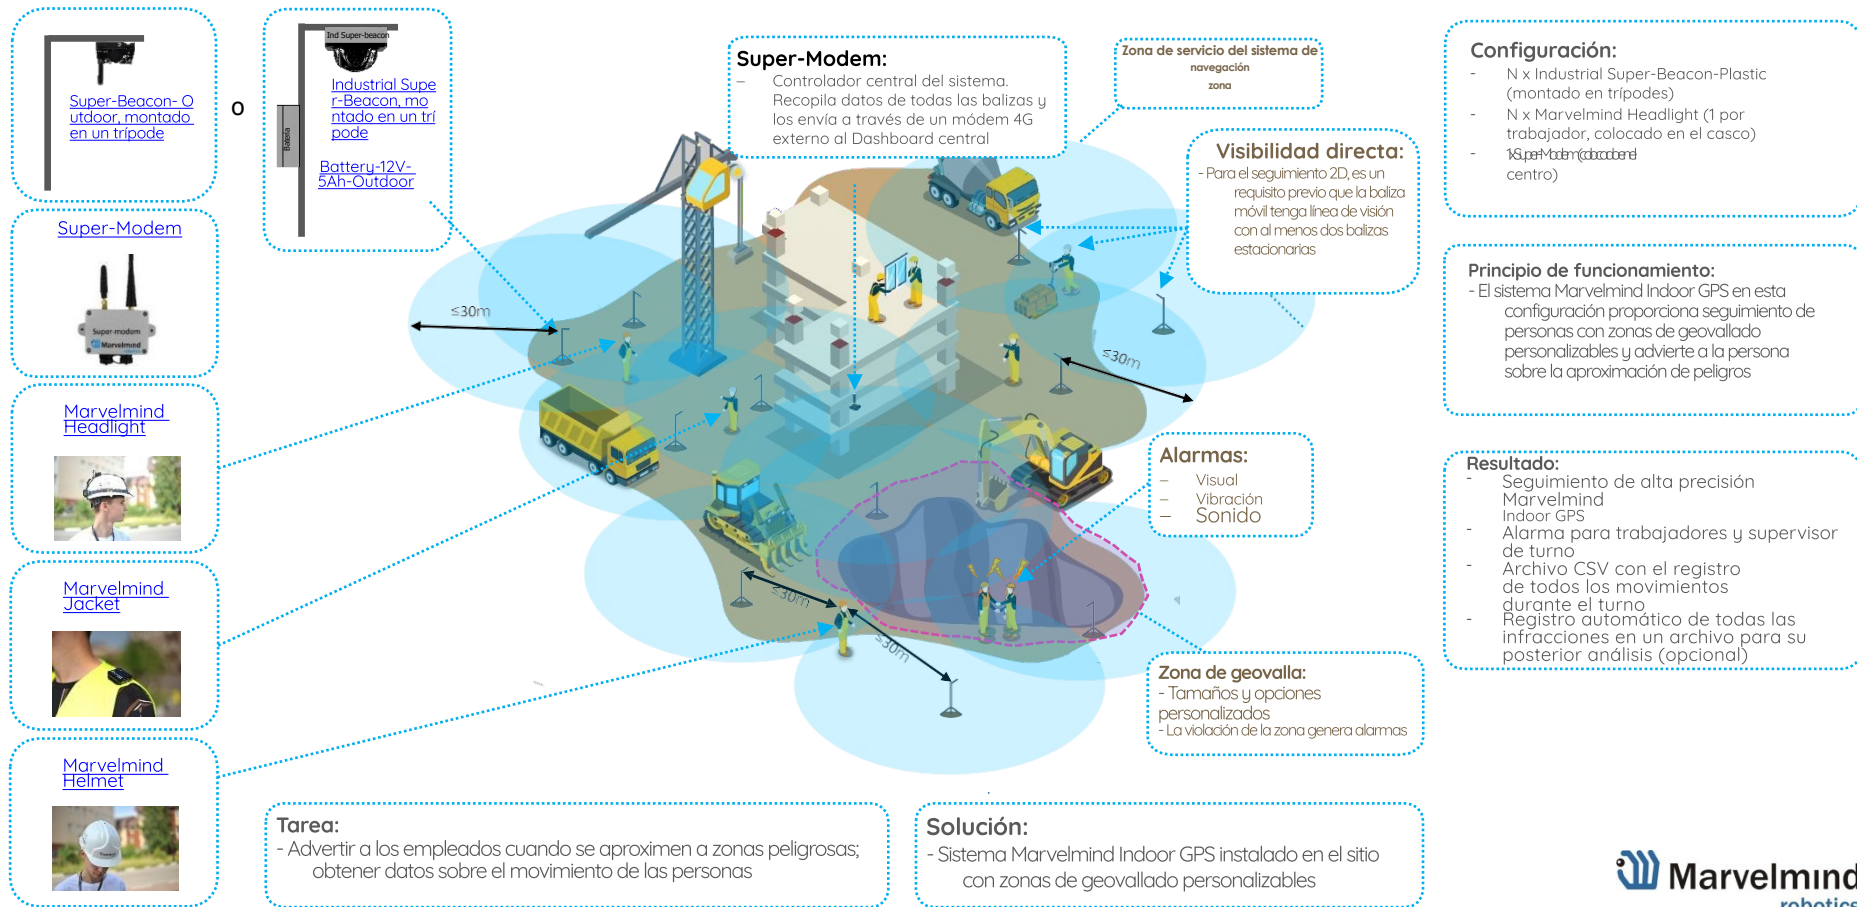 Super-Beacon- O
utdoor, montado
en un trípode
O
Ind Super-beacon
Industrial Supe
r-Beacon, mo
ntado en un trí
pode
Batería
Battery-12V-
5Ah-Outdoor
Super-Modem
Super-modem
Marvelmind
Marvelmind
Headlight
Marvelmind
Jacket
Marvelmind
Helmet
Super-Modem:
– Controlador central del sistema.
Recopila datos de todas las balizas y
los envía a través de un módem 4G
externo al Dashboard central
Zona de servicio del sistema de
navegación
zona
Visibilidad directa:
- Para el seguimiento 2D, es un
requisito previo que la baliza
móvil tenga línea de visión
con al menos dos balizas
estacionarias
≤30m
≤30m
≤30m
≤30m
Alarmas:
– Visual
– Vibración
– Sonido
Zona de geovalla:
- Tamaños y opciones
personalizados
- La violación de la zona genera alarmas
Tarea:
- Advertir a los empleados cuando se aproximen a zonas peligrosas;
obtener datos sobre el movimiento de las personas
Solución:
- Sistema Marvelmind Indoor GPS instalado en el sitio
con zonas de geovallado personalizables
Configuración:
- N x Industrial Super-Beacon-Plastic
(montado en trípodes)
- N x Marvelmind Headlight (1 por
trabajador, colocado en el casco)
- 1xSuper-Modem (colocado en el
centro)
Principio de funcionamiento:
- El sistema Marvelmind Indoor GPS en esta
configuración proporciona seguimiento de
personas con zonas de geovallado
personalizables y advierte a la persona
sobre la aproximación de peligros
Resultado:
- Seguimiento de alta precisión
Marvelmind
Indoor GPS
- Alarma para trabajadores y supervisor
de turno
- Archivo CSV con el registro
de todos los movimientos
durante el turno
- Registro automático de todas las
infracciones en un archivo para su
posterior análisis (opcional)
Marvelmind
robotics